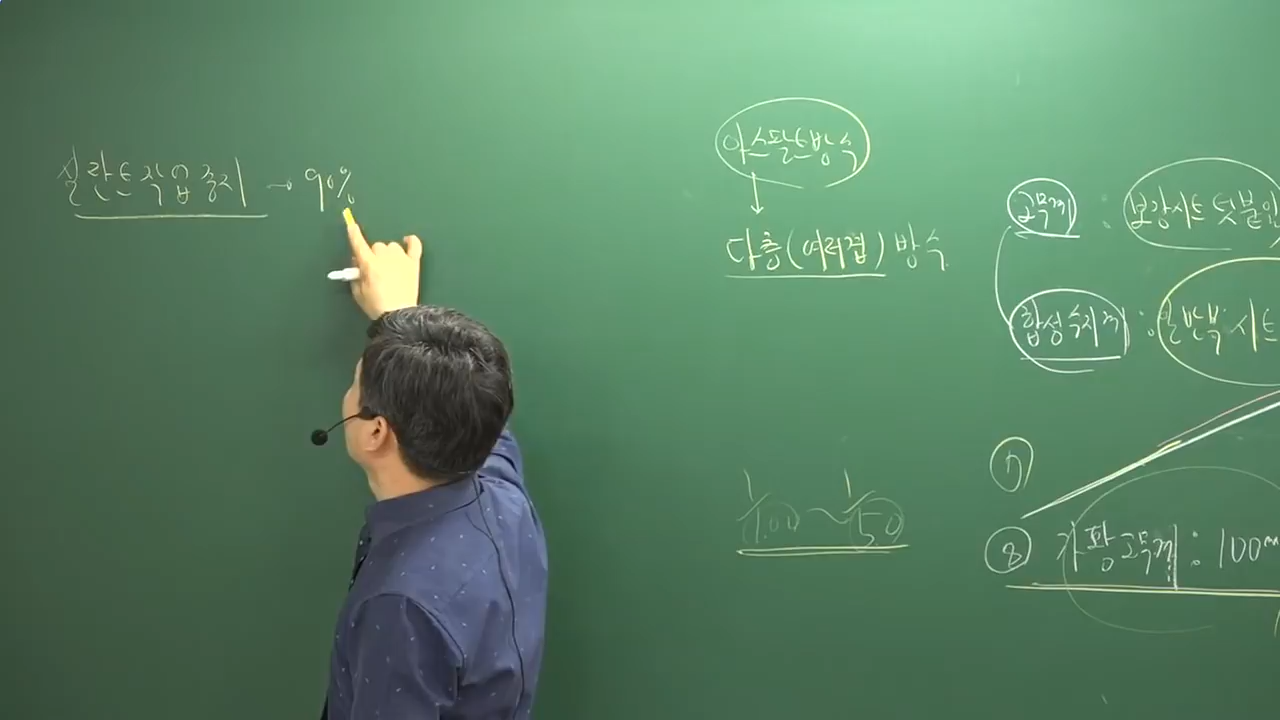 실란트 작업 중지 → 90%
아스팔트방수
↓
다층(여러겹) 방수
1/100 ~ 1/50
고무계 : 보강시트 덧붙임
합성수지계 : 일반복 시트
⑦
⑧ 가황고무계 : 100mm